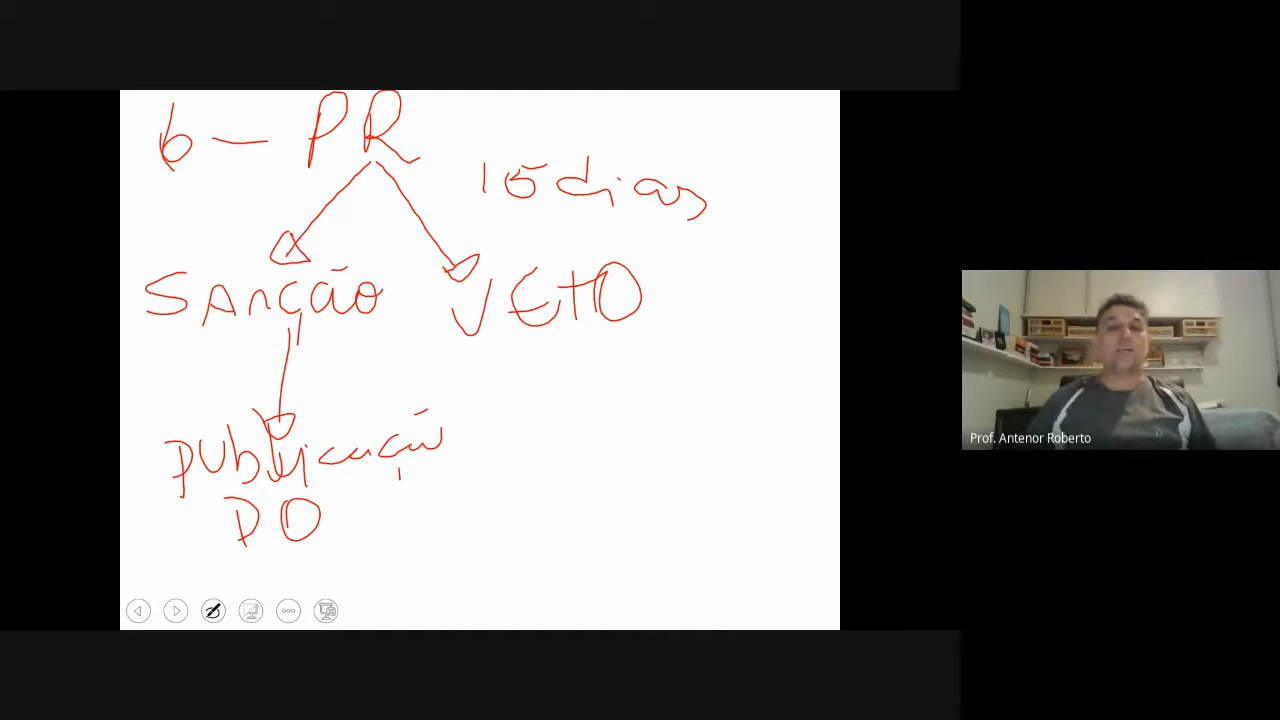 6 - PR
15 dias
SANÇÃO VETO
PUBLICAÇÃO
DO
Prof. Antenor Roberto